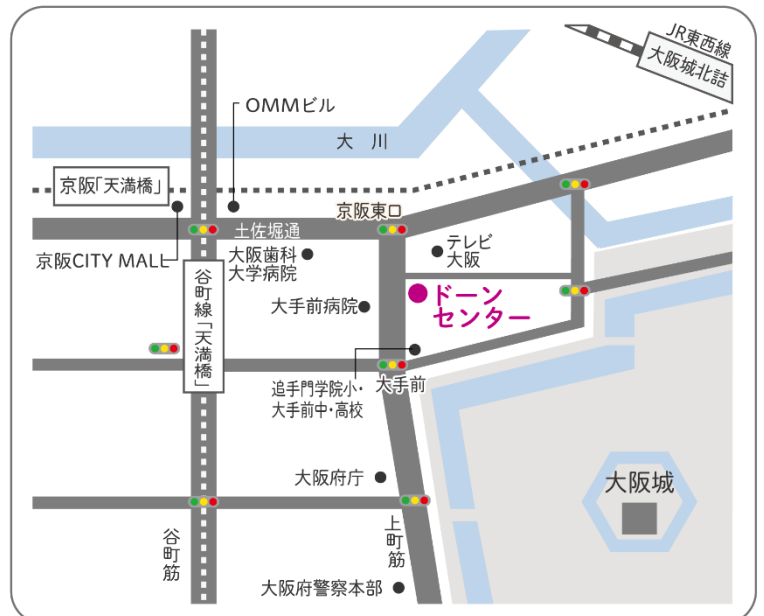 JR東西線
大阪城北詰
OMMビル
大 川
京阪「天満橋」
京阪東口
土佐堀通
京阪CITY MALL
大阪歯科
大学病院
テレビ
大阪
谷町線「天満橋」
大手前病院
ドーン
センター
追手門学院小・
大手前中・高校
大手前
大阪府庁
大阪城
谷町筋
上町筋
大阪府警察本部